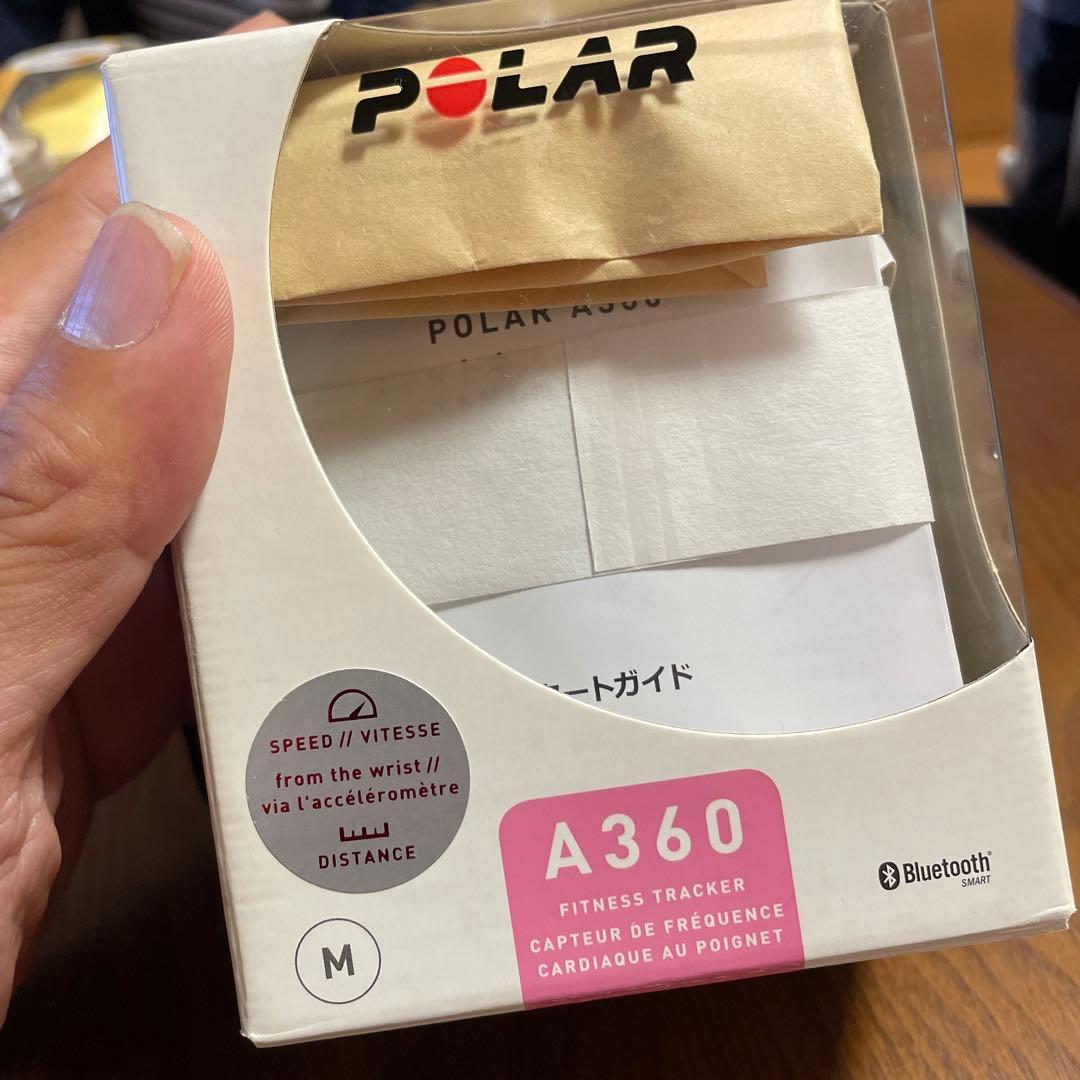 POLAR
POLAR A360
ートガイド
SPEED // VITESSE
from the wrist //
via l'accéléromètre
DISTANCE
M
A360
FITNESS TRACKER
CAPTEUR DE FRÉQUENCE
CARDIAQUE AU POIGNET
Bluetooth®
SMART